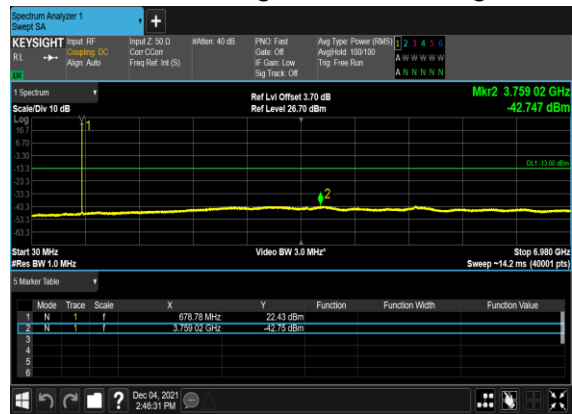 Spectrum Analyzer 1
Swept SA
KEYSIGHT Input: RF Input Z: 50 Ω #Atten: 40 dB PNO: Fast Avg Type: Power (RMS) 1 2 3 4 5 6
RL Coupling: DC Corr CCorr Gate: Off Avg|Hold: 100/100 A W W W W W
Align: Auto Freq Ref: Int (S) IF Gain: Low Trig: Free Run
LXI Sig Track: Off A N N N N N
1 Spectrum Ref Lvl Offset 3.70 dB Mkr2 3.759 02 GHz
Scale/Div 10 dB Ref Level 26.70 dBm -42.747 dBm
Log
16.7
1
6.70
-3.30
-13.3 DL1 -13.00 dBm
-23.3
-33.3
2
-43.3
-53.3
-63.3
Start 30 MHz Video BW 3.0 MHz* Stop 6.980 GHz
#Res BW 1.0 MHz Sweep ~14.2 ms (40001 pts)
5 Marker Table
Mode Trace Scale X Y Function Function Width Function Value
1 N 1 f 678.78 MHz 22.43 dBm
2 N 1 f 3.759 02 GHz -42.75 dBm
3
4
5
6
? Dec 04, 2021
2:46:31 PM